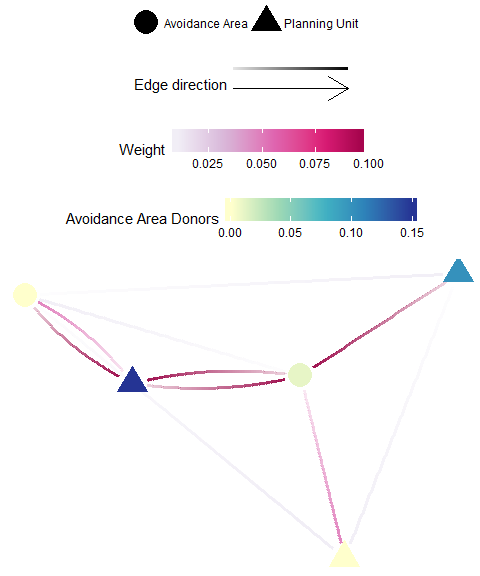 Avoidance Area Planning Unit
Edge direction
Weight
0.025 0.050 0.075 0.100
Avoidance Area Donors
0.00 0.05 0.10 0.15